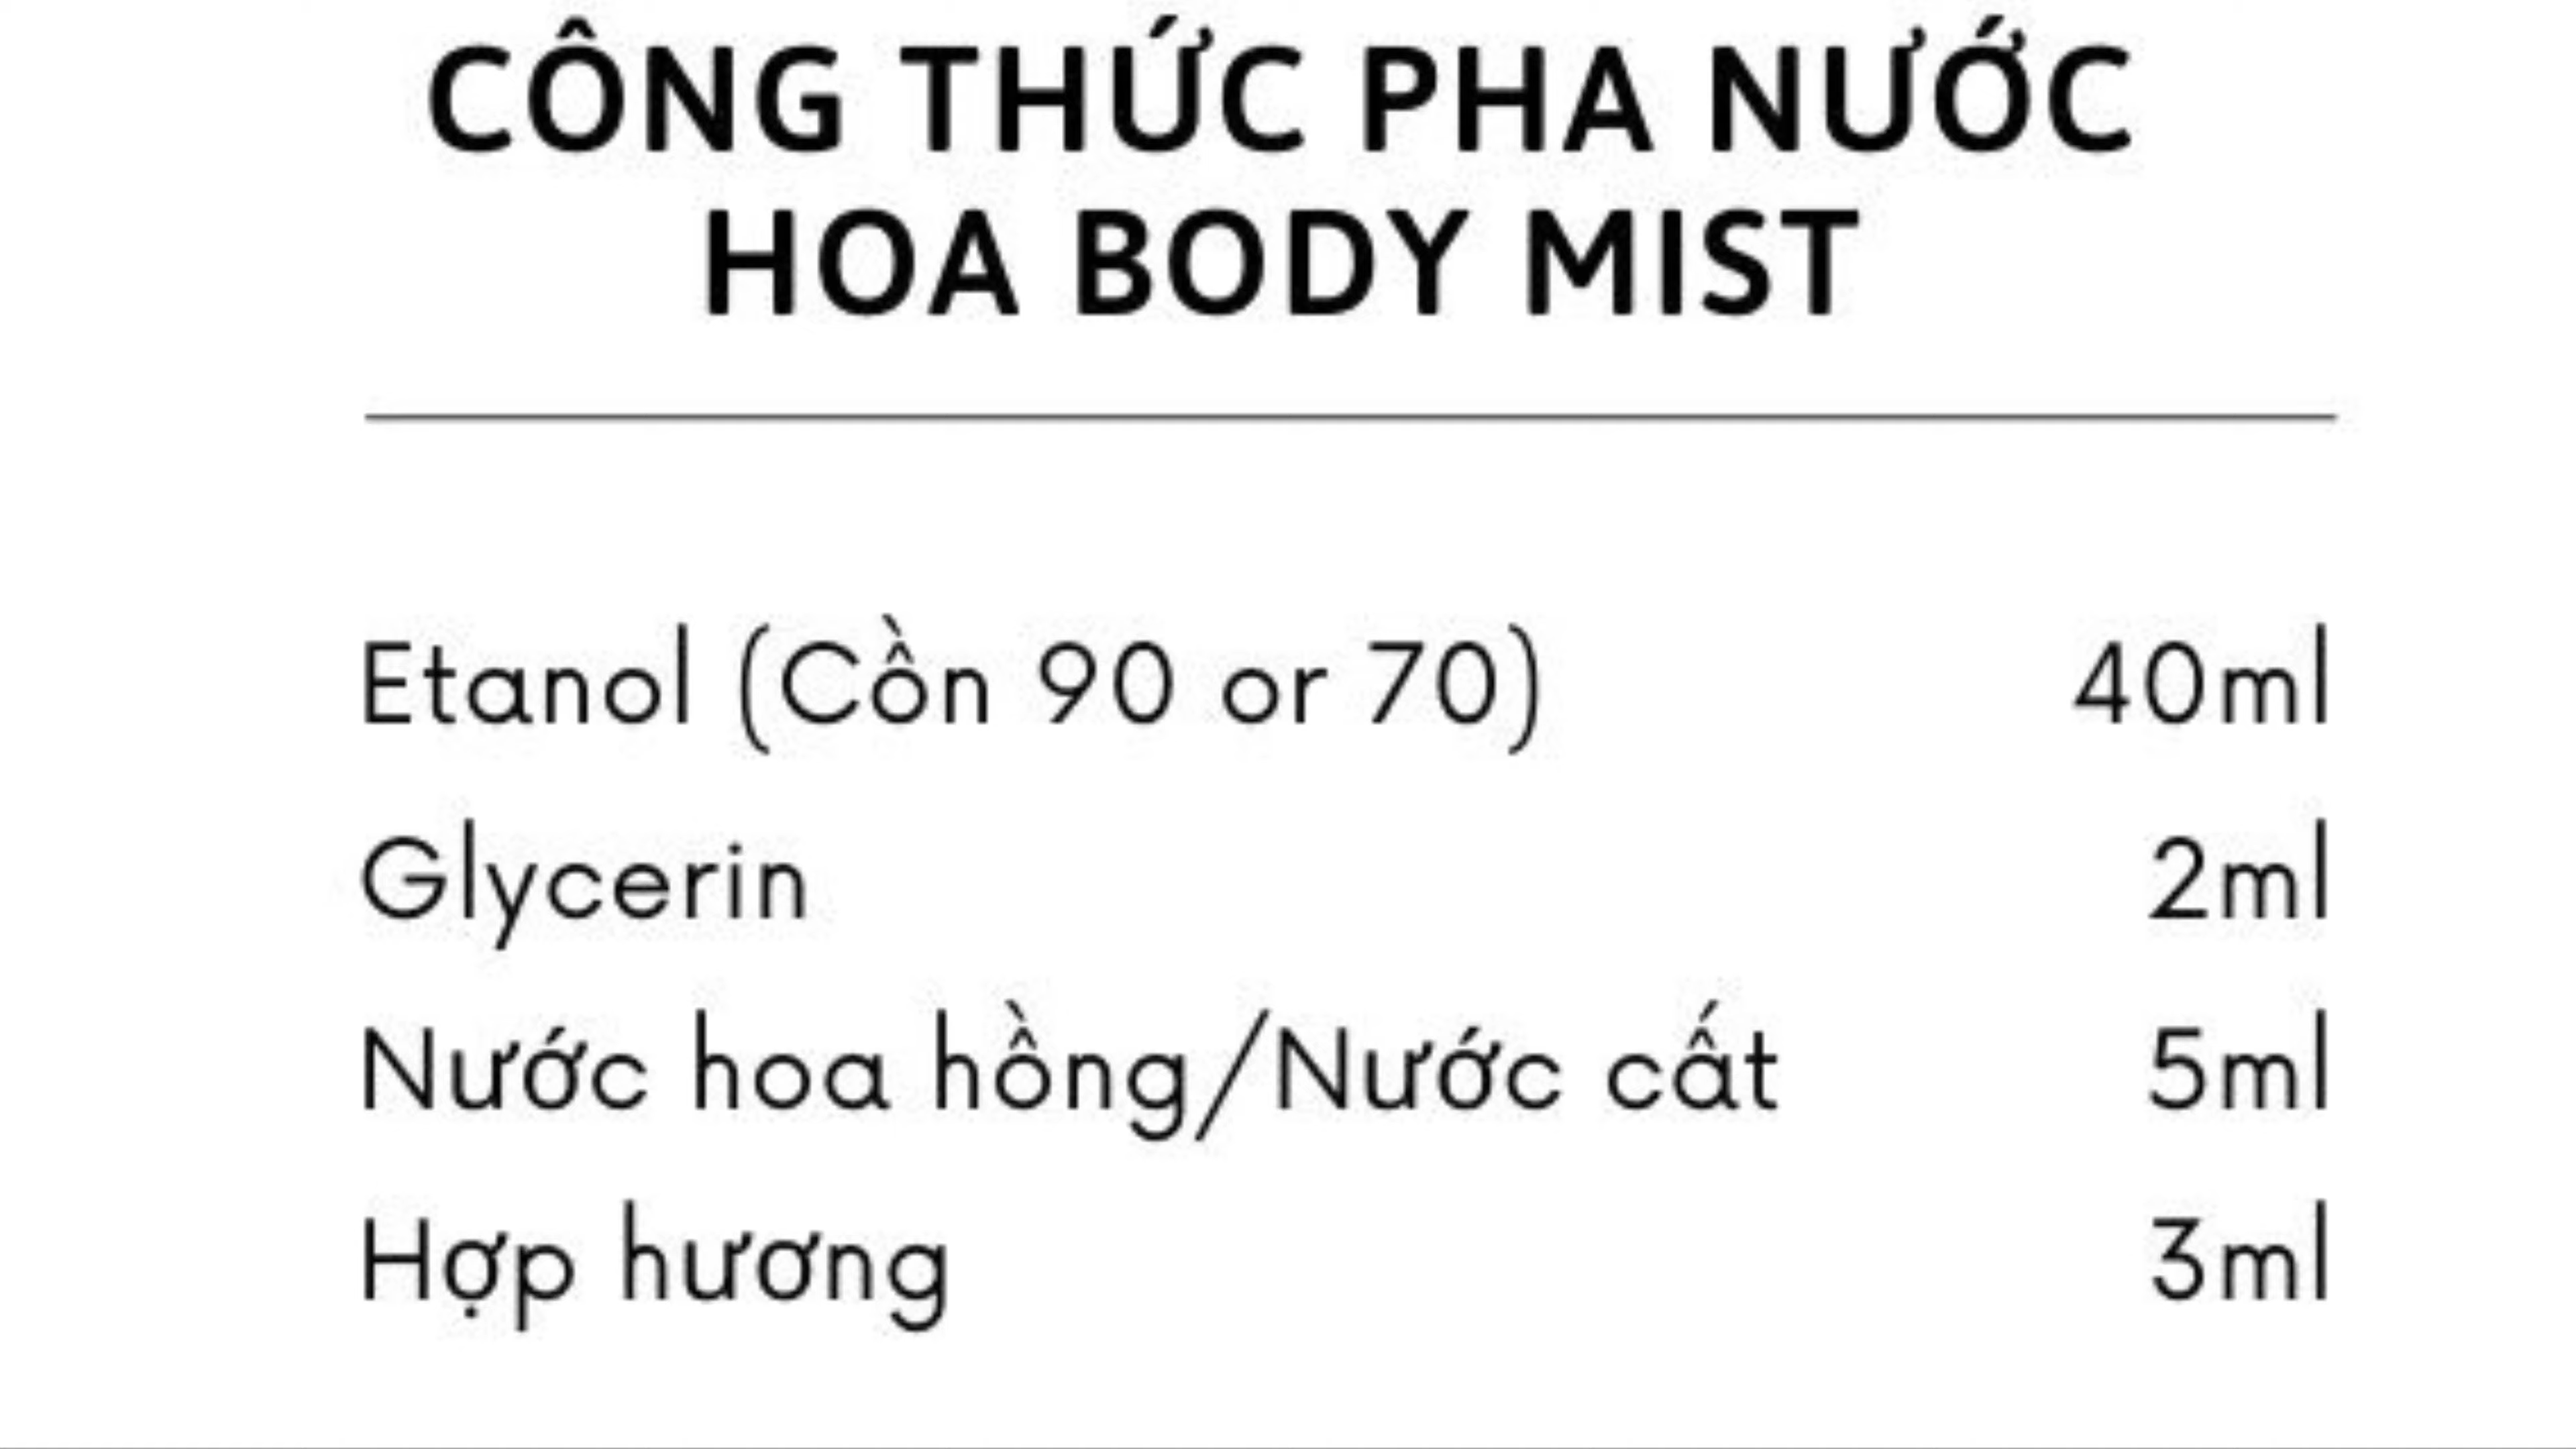 CÔNG THỨC PHA NƯỚC
HOA BODY MIST
Etanol (Cồn 90 or 70) 40ml
Glycerin 2ml
Nước hoa hồng/Nước cất 5ml
Hợp hương 3ml